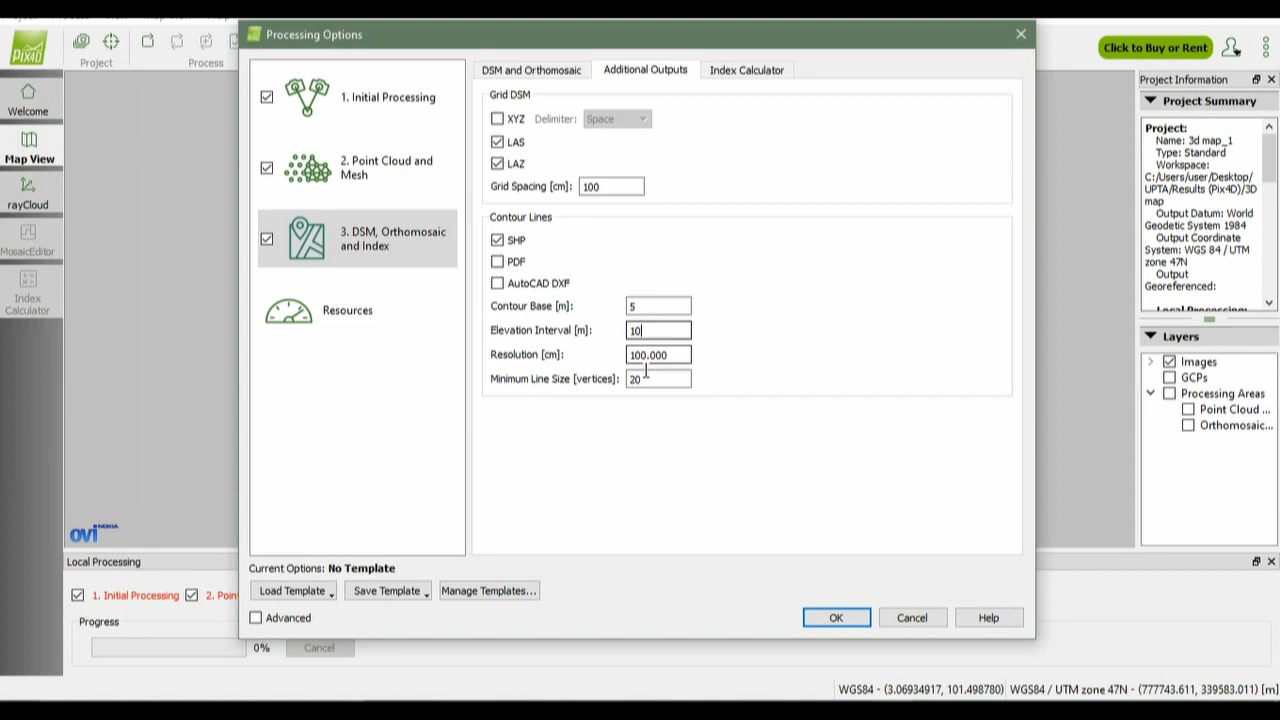 Processing Options
Pix4D
Project
Process
Click to Buy or Rent
Welcome
Map View
rayCloud
MosaicEditor
Index
Calculator
1. Initial Processing
2. Point Cloud and
Mesh
3. DSM, Orthomosaic
and Index
Resources
DSM and Orthomosaic
Additional Outputs
Index Calculator
Grid DSM
XYZ Delimiter: Space
LAS
LAZ
Grid Spacing [cm]: 100
Contour Lines
SHP
PDF
AutoCAD DXF
Contour Base [m]: 5
Elevation Interval [m]: 10
Resolution [cm]: 100.000
Minimum Line Size [vertices]: 20
Current Options: No Template
Load Template
Save Template
Manage Templates...
Advanced
OK
Cancel
Help
Project Information
Project Summary
Project:
Name: 3d map_1
Type: Standard
Workspace:
C:/Users/user/Desktop/
UPTA/Results (Pix4D)/3D
map
Output Datum: World
Geodetic System 1984
Output Coordinate
System: WGS 84 / UTM
zone 47N
Output
Georeferenced:
Layers
Images
GCPs
Processing Areas
Point Cloud ...
Orthomosaic...
ovi NOKIA
Local Processing
1. Initial Processing
2. Poin
Progress
0%
Cancel
WGS84 - (3.06934917, 101.498780) WGS84 / UTM zone 47N - (777743.611, 339583.011) [m]